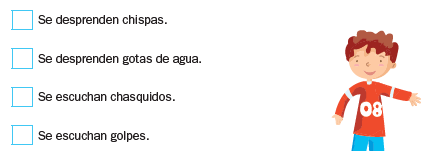 Se desprenden chispas.
Se desprenden gotas de agua.
Se escuchan chasquidos.
Se escuchan golpes.
08